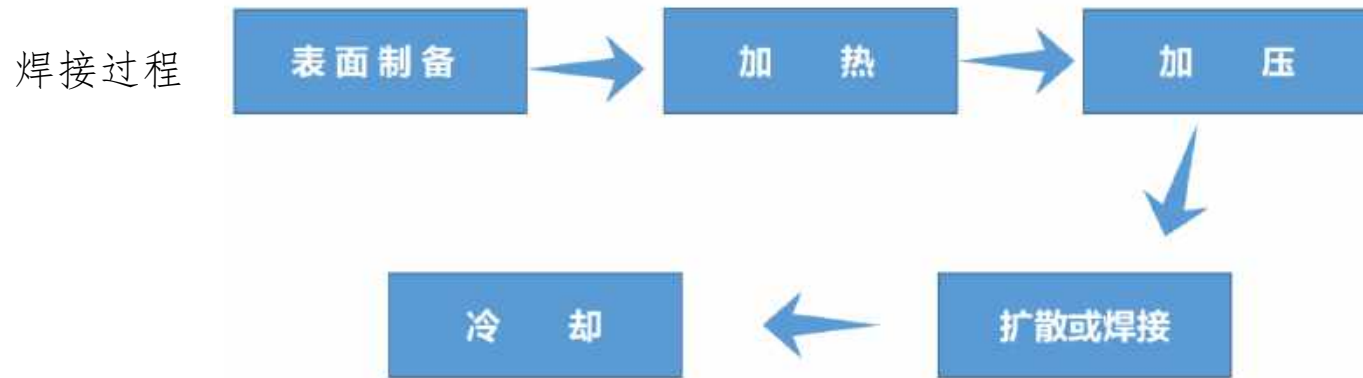 焊接过程
表面制备
加热
加压
扩散或焊接
冷却